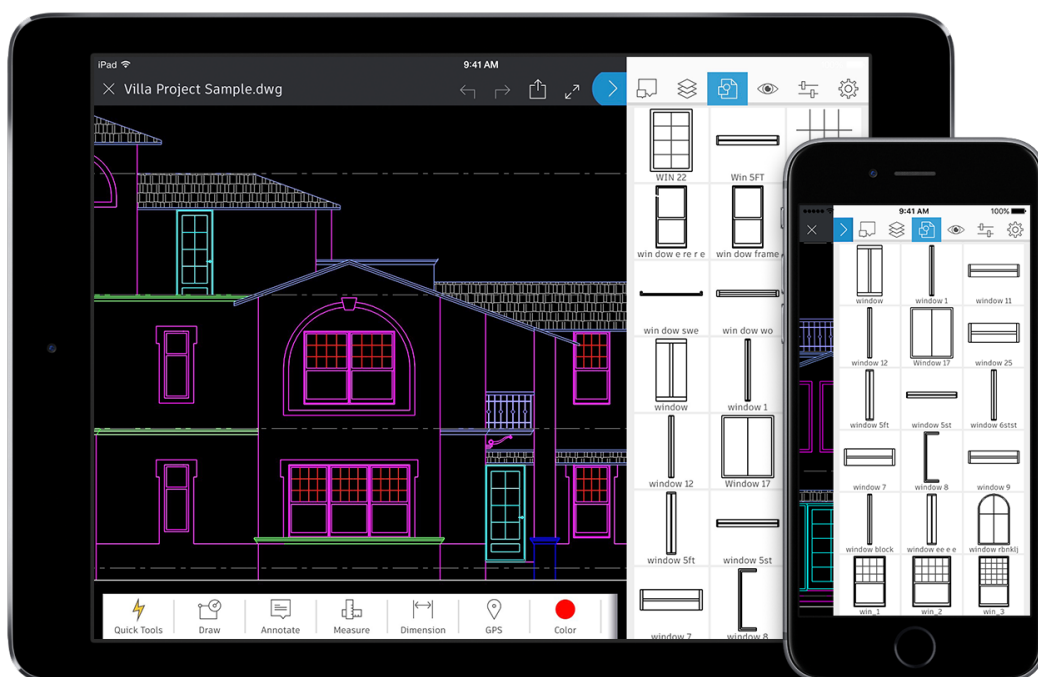 iPad
9:41 AM
Villa Project Sample.dwg
WIN 22
Win SFT
win dow e re r e
win dow frame
win dow swe
win dow wo
window
window 1
window 12
Window 17
window 5ft
window 5st
window 7
window 8
Quick Tools
Draw
Annotate
Measure
Dimension
GPS
Color
9:41 AM
100%
window
window 1
window 11
window 12
Window 17
window 25
window 5ft
window 5st
window 6stst
window 7
window 8
window 9
window block
window ee e e
window rbnklj
win_1
win_2
win_3